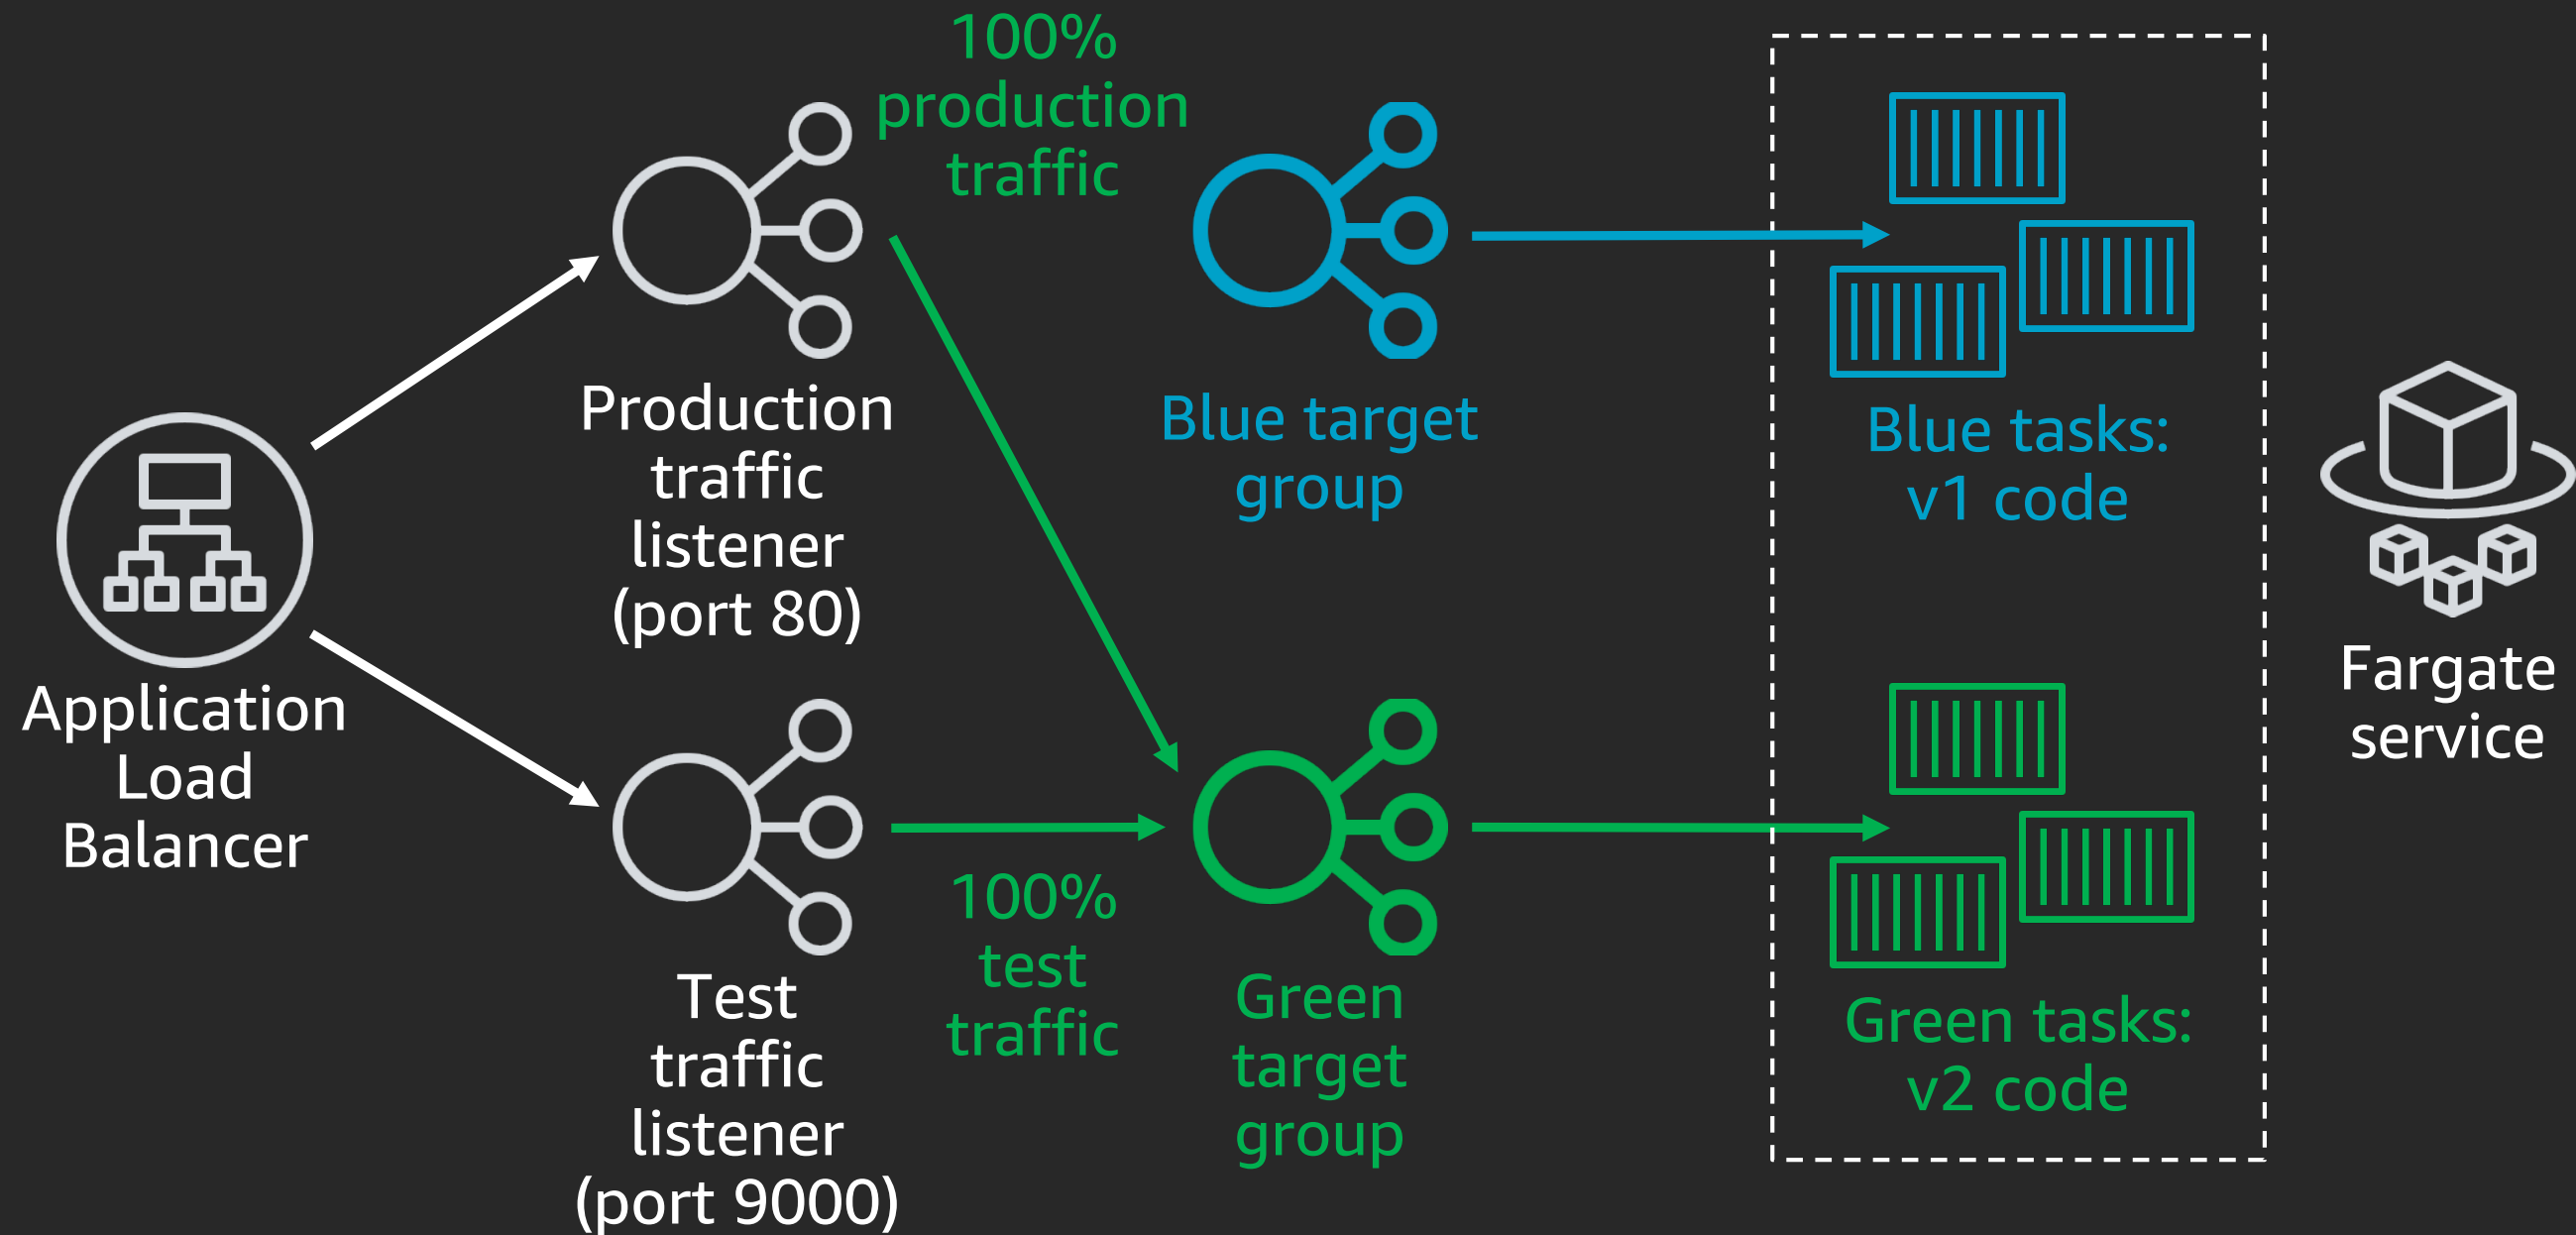 Application
Load
Balancer
Production
traffic
listener
(port 80)
Test
traffic
listener
(port 9000)
100%
production
traffic
100%
test
traffic
Blue target
group
Green
target
group
Blue tasks:
v1 code
Green tasks:
v2 code
Fargate
service